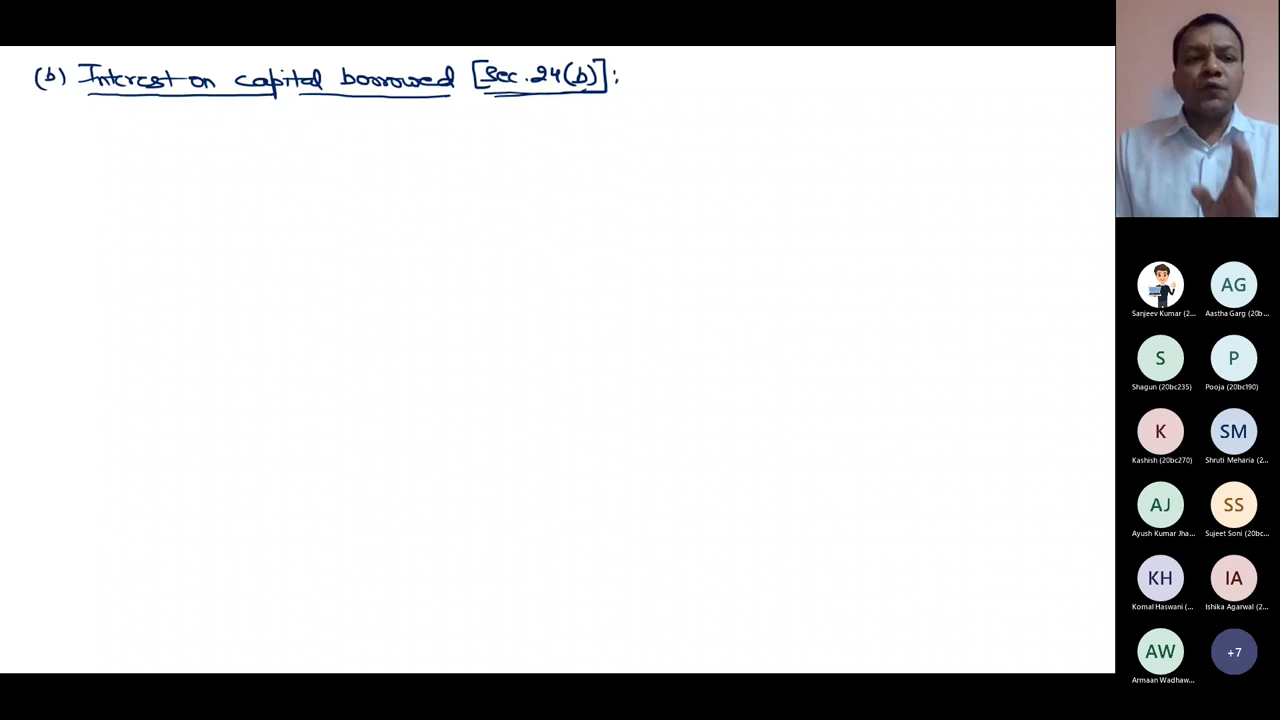 (b) Interest on capital borrowed [Sec. 24(b)]:
Sanjeev Kumar (2...
AG
Aastha Garg (20b...
S
Shagun (20bc235)
P
Pooja (20bc190)
K
Kashish (20bc270)
SM
Shruti Meharia (2...
AJ
Ayush Kumar Jha...
SS
Sujeet Soni (20bc...
KH
Komal Haswani (...
IA
Ishika Agarwal (2...
AW
Armaan Wadhaw...
+7